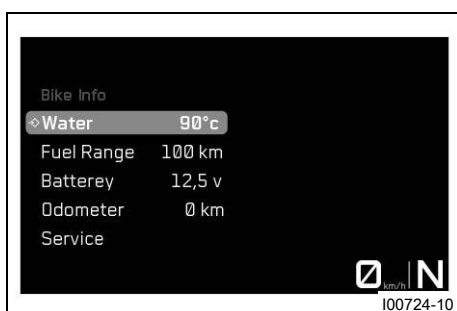 Bike Info
Water 90°c
Fuel Range 100 km
Batterey 12,5 v
Odometer 0 km
Service
0 km/h N
I00724-10